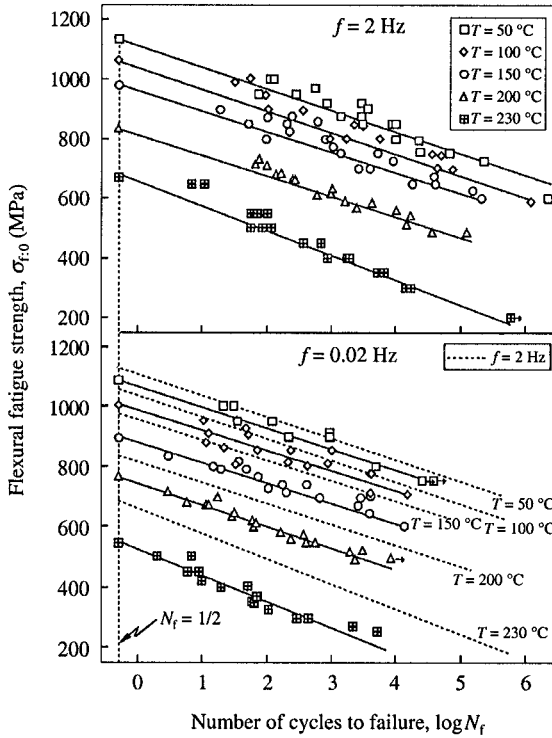 f = 2 Hz
T = 50 °C
T = 100 °C
T = 150 °C
T = 200 °C
T = 230 °C
1200
1000
800
600
400
200
f = 0.02 Hz
f = 2 Hz
1200
1000
800
600
400
200
T = 50 °C
T = 150 °C
T = 100 °C
T = 200 °C
T = 230 °C
Nf = 1/2
0 1 2 3 4 5 6
Flexural fatigue strength, σf:0 (MPa)
Number of cycles to failure, logNf